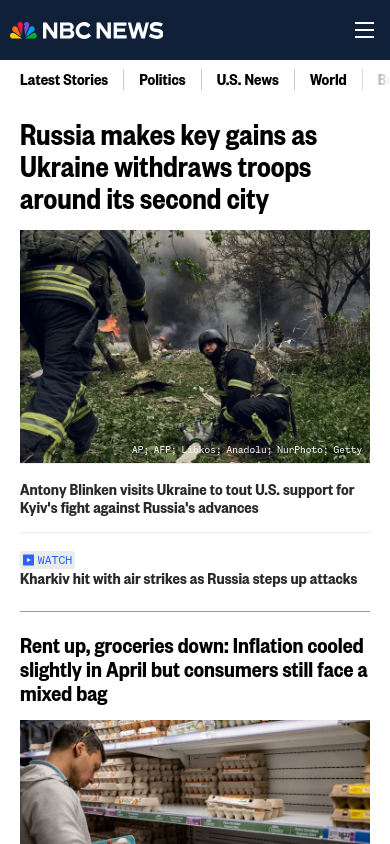 NBC NEWS
Latest Stories
Politics
U.S. News
World
Russia makes key gains as
Ukraine withdraws troops
around its second city
AP; AFP; Libkos; Anadolu; NurPhoto; Getty
Antony Blinken visits Ukraine to tout U.S. support for
Kyiv's fight against Russia's advances
WATCH
Kharkiv hit with air strikes as Russia steps up attacks
Rent up, groceries down: Inflation cooled
slightly in April but consumers still face a
mixed bag